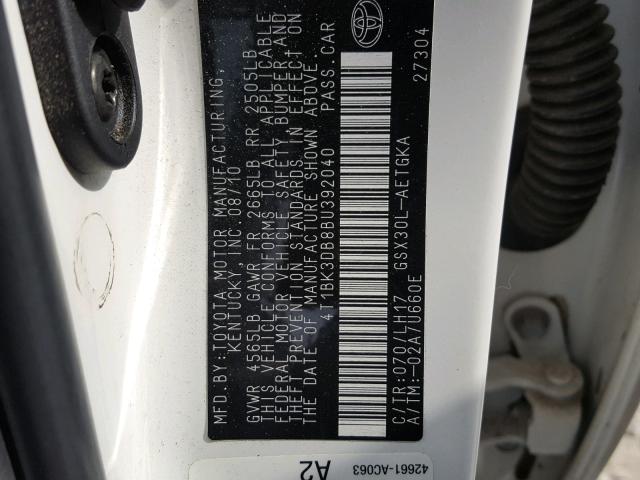 MFD. BY: TOYOTA MOTOR MANUFACTURING,
KENTUCKY, INC. 08/10
GVWR 4565LB GAWR FR 2665LB RR 2505LB
THIS VEHICLE CONFORMS TO ALL APPLICABLE
FEDERAL MOTOR VEHICLE SAFETY, BUMPER AND
THEFT PREVENTION STANDARDS IN EFFECT ON
THE DATE OF MANUFACTURE SHOWN ABOVE.
4T1BK3DB8BU392040 PASS. CAR
C/TR:070/LH17 GSX30L-AETGKA
A/TM:-02A/U660E 27304
TOYOTA
42661-AC063
A2